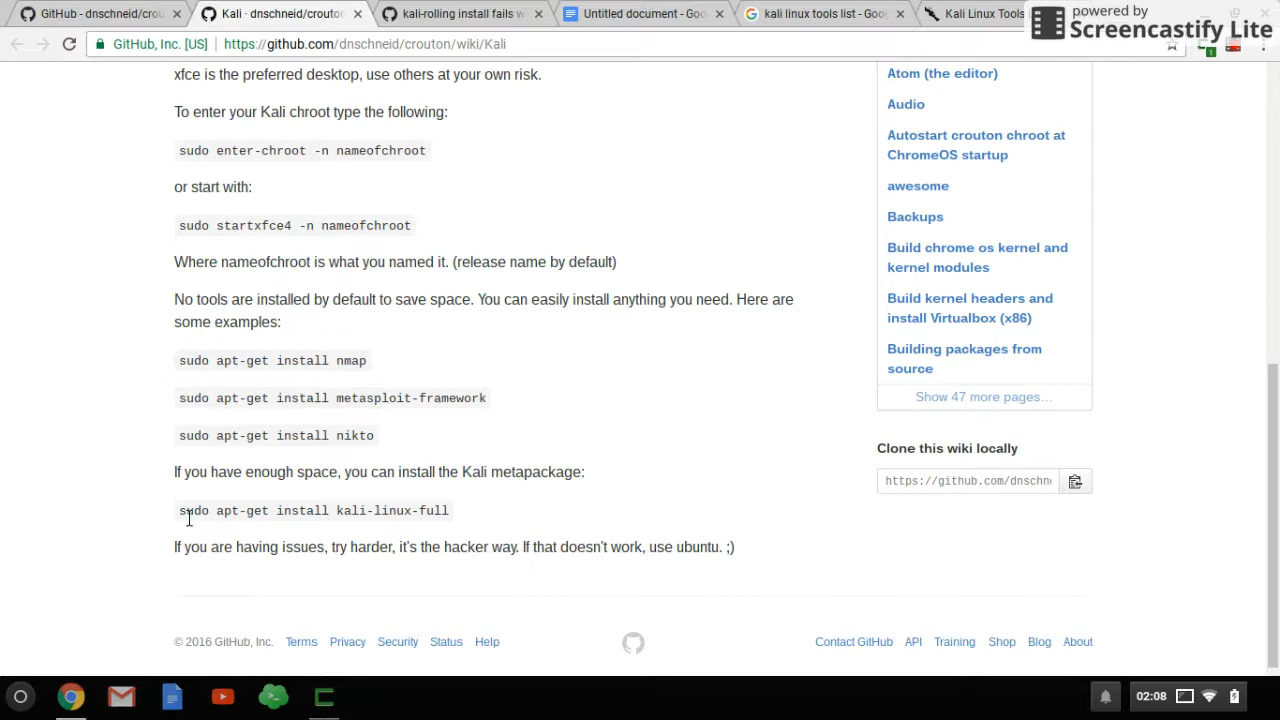 powered by
Screencastify Lite
GitHub - dnschneid/crou
Kali · dnschneid/crouton
kali-rolling install fails w
Untitled document - Goo
kali linux tools list - Goo
Kali Linux Tools
GitHub, Inc. [US]
https://github.com/dnschneid/crouton/wiki/Kali
xfce is the preferred desktop, use others at your own risk.
To enter your Kali chroot type the following:
sudo enter-chroot -n nameofchroot
or start with:
sudo startxfce4 -n nameofchroot
Where nameofchroot is what you named it. (release name by default)
No tools are installed by default to save space. You can easily install anything you need. Here are
some examples:
sudo apt-get install nmap
sudo apt-get install metasploit-framework
sudo apt-get install nikto
If you have enough space, you can install the Kali metapackage:
sudo apt-get install kali-linux-full
If you are having issues, try harder, it's the hacker way. If that doesn't work, use ubuntu. ;)
Atom (the editor)
Audio
Autostart crouton chroot at
ChromeOS startup
awesome
Backups
Build chrome os kernel and
kernel modules
Build kernel headers and
install Virtualbox (x86)
Building packages from
source
Show 47 more pages…
Clone this wiki locally
https://github.com/dnschne
© 2016 GitHub, Inc. Terms Privacy Security Status Help
Contact GitHub API Training Shop Blog About
02:08